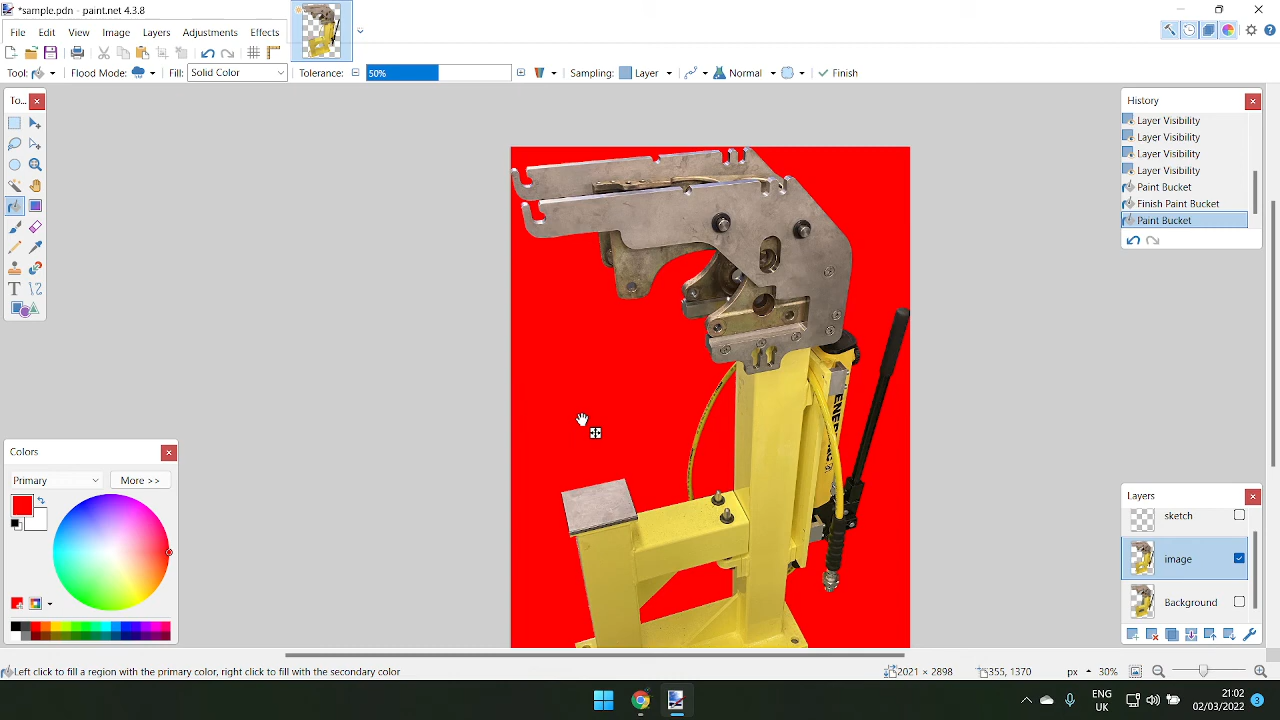 *sample.pdn - paint.net 4.3.8
File Edit View Image Layers Adjustments Effects
Tool: Flood Mode: Fill: Solid Color Tolerance: 50% Sampling: Layer Normal Finish
To...
History
Layer Visibility
Layer Visibility
Layer Visibility
Layer Visibility
Paint Bucket
Finish Paint Bucket
Paint Bucket
Colors
Primary More >>
Layers
sketch
image
Background
Left click to fill a region with the primary color, right click to fill with the secondary color 2021 × 2898 355, 1370 px 30%
ENG
UK
21:02
02/03/2022
3